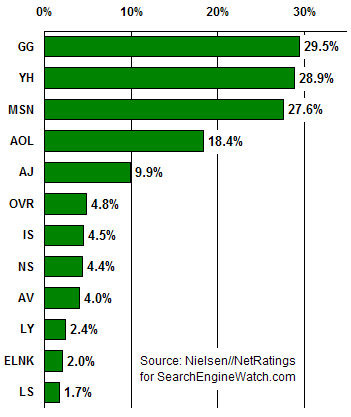 0% 10% 20% 30%
GG 29.5%
YH 28.9%
MSN 27.6%
AOL 18.4%
AJ 9.9%
OVR 4.8%
IS 4.5%
NS 4.4%
AV 4.0%
LY 2.4%
ELNK 2.0%
Source: Nielsen//NetRatings
for SearchEngineWatch.com
LS 1.7%